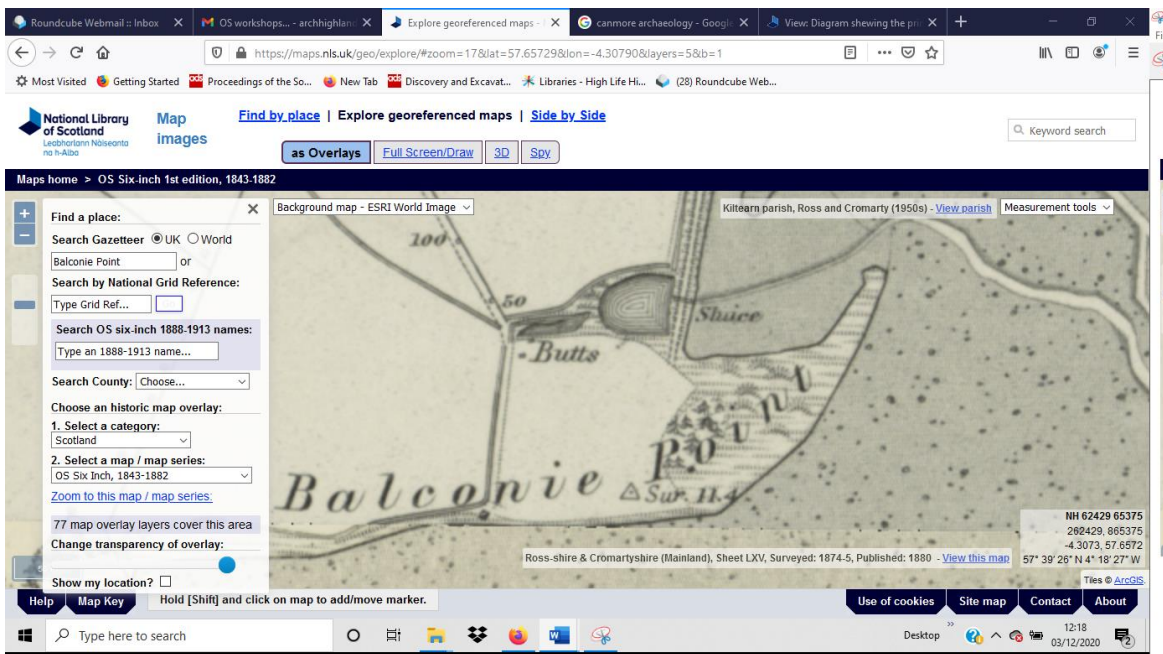 Roundcube Webmail :: Inbox
OS workshops... - archhighland
Explore georeferenced maps -
canmore archaeology - Google
View: Diagram shewing the prin
https://maps.nls.uk/geo/explore/#zoom=17&lat=57.65729&lon=-4.30790&layers=5&b=1
Most Visited Getting Started Proceedings of the So... New Tab Discovery and Excavat... Libraries - High Life Hi... (28) Roundcube Web...
National Library of Scotland
Leabharlann Nàiseanta na h-Alba
Map images
Find by place | Explore georeferenced maps | Side by Side
as Overlays Full Screen/Draw 3D Spy
Keyword search
Maps home > OS Six-inch 1st edition, 1843-1882
Find a place:
Search Gazetteer UK World
Balconie Point or
Search by National Grid Reference:
Type Grid Ref...
Search OS six-inch 1888-1913 names:
Type an 1888-1913 name...
Search County: Choose...
Choose an historic map overlay:
1. Select a category:
Scotland
2. Select a map / map series:
OS Six Inch, 1843-1882
Zoom to this map / map series:
77 map overlay layers cover this area
Change transparency of overlay:
Show my location?
Background map - ESRI World Image
Kiltearn parish, Ross and Cromarty (1950s) - View parish
Measurement tools
100
50
Sluice
Butts
Balconie Point
Sur. 11.4
NH 62429 65375
262429, 865375
-4.3073, 57.6572
57° 39' 26" N 4° 18' 27" W
Ross-shire & Cromartyshire (Mainland), Sheet LXV, Surveyed: 1874-5, Published: 1880 - View this map
Tiles © ArcGIS
Help Map Key Hold [Shift] and click on map to add/move marker.
Use of cookies Site map Contact About
Type here to search
Desktop
12:18
03/12/2020
2